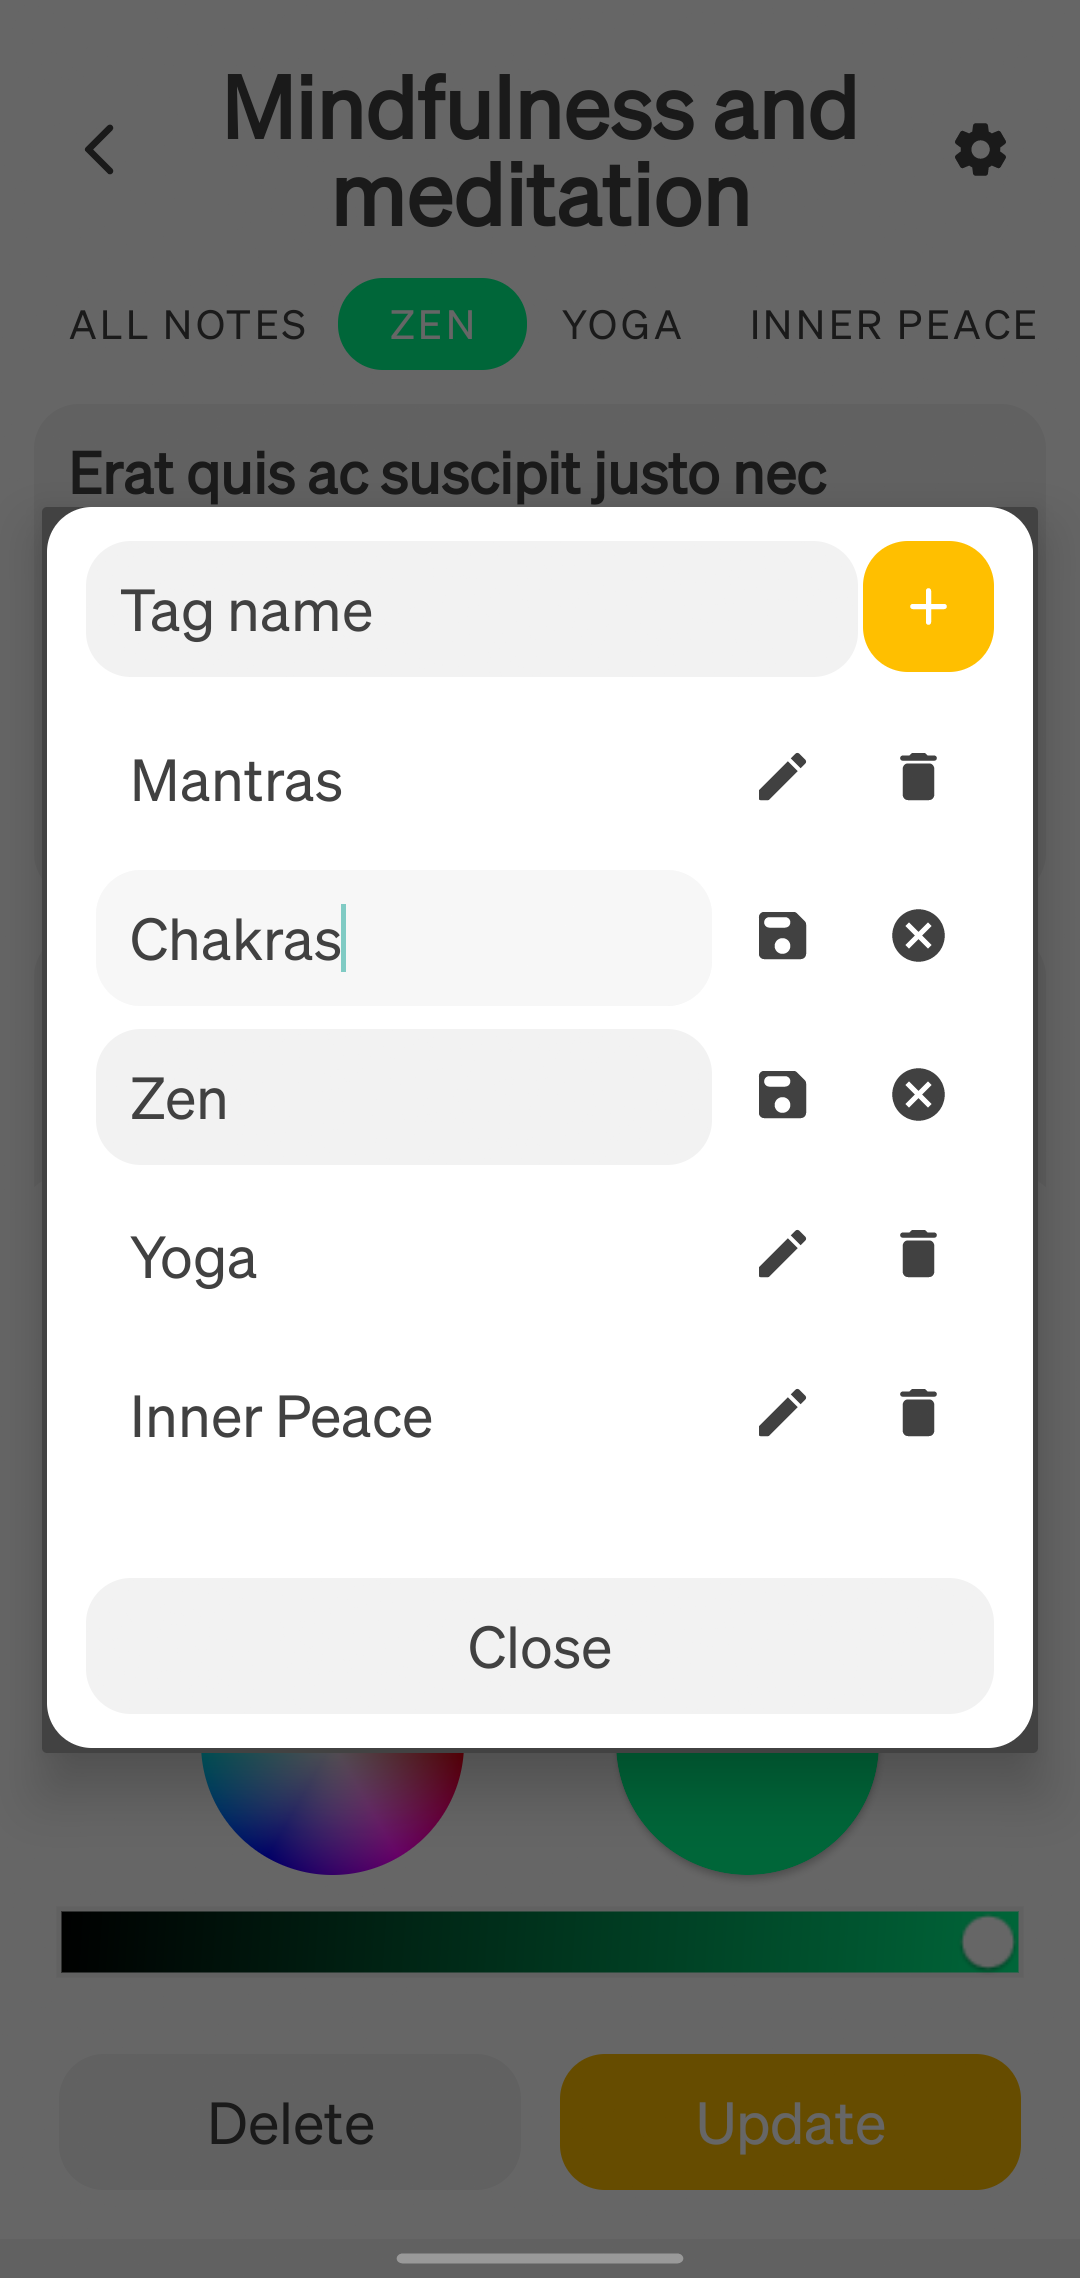 Mindfulness and
meditation
ALL NOTES ZEN YOGA INNER PEACE
Erat quis ac suscipit justo nec
Tag name
Mantras
Chakras
Zen
Yoga
Inner Peace
Close
Delete Update